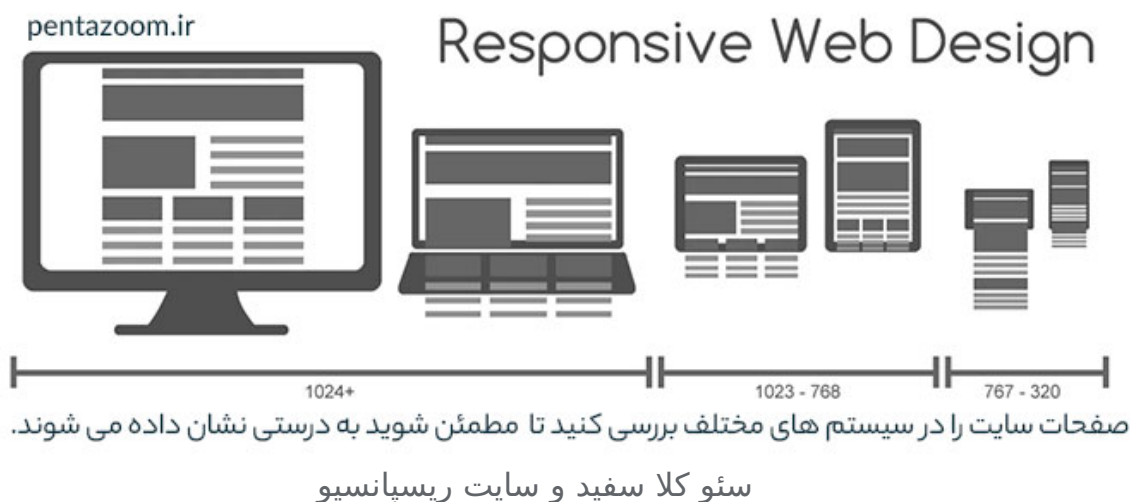 pentazoom.ir
Responsive Web Design
1024+
1023 - 768
767 - 320
صفحات سایت را در سیستم های مختلف بررسی کنید تا مطمئن شوید به درستی نشان داده می شوند.
سئو کلا سفید و سایت ریسپانسیو